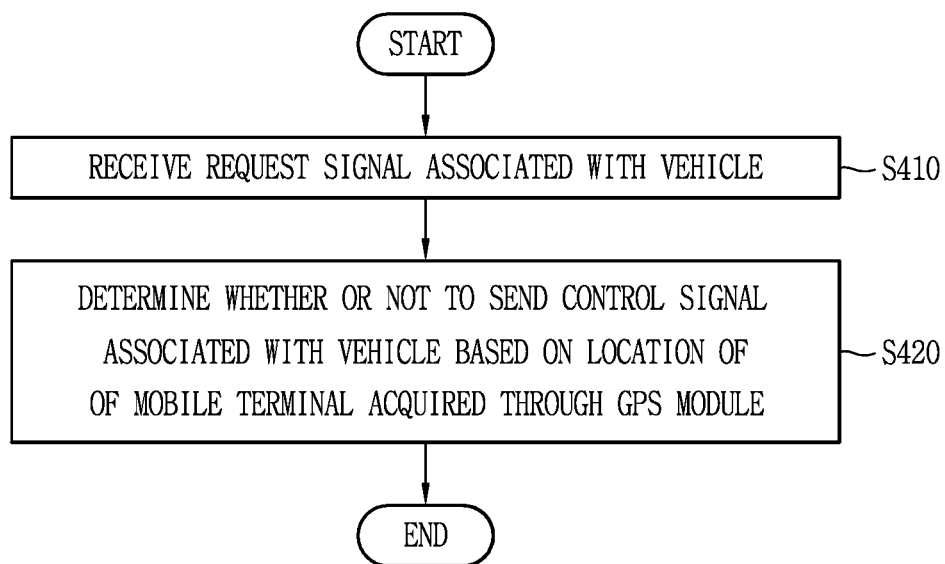 START
RECEIVE REQUEST SIGNAL ASSOCIATED WITH VEHICLE
S410
DETERMINE WHETHER OR NOT TO SEND CONTROL SIGNAL
ASSOCIATED WITH VEHICLE BASED ON LOCATION OF
OF MOBILE TERMINAL ACQUIRED THROUGH GPS MODULE
S420
END